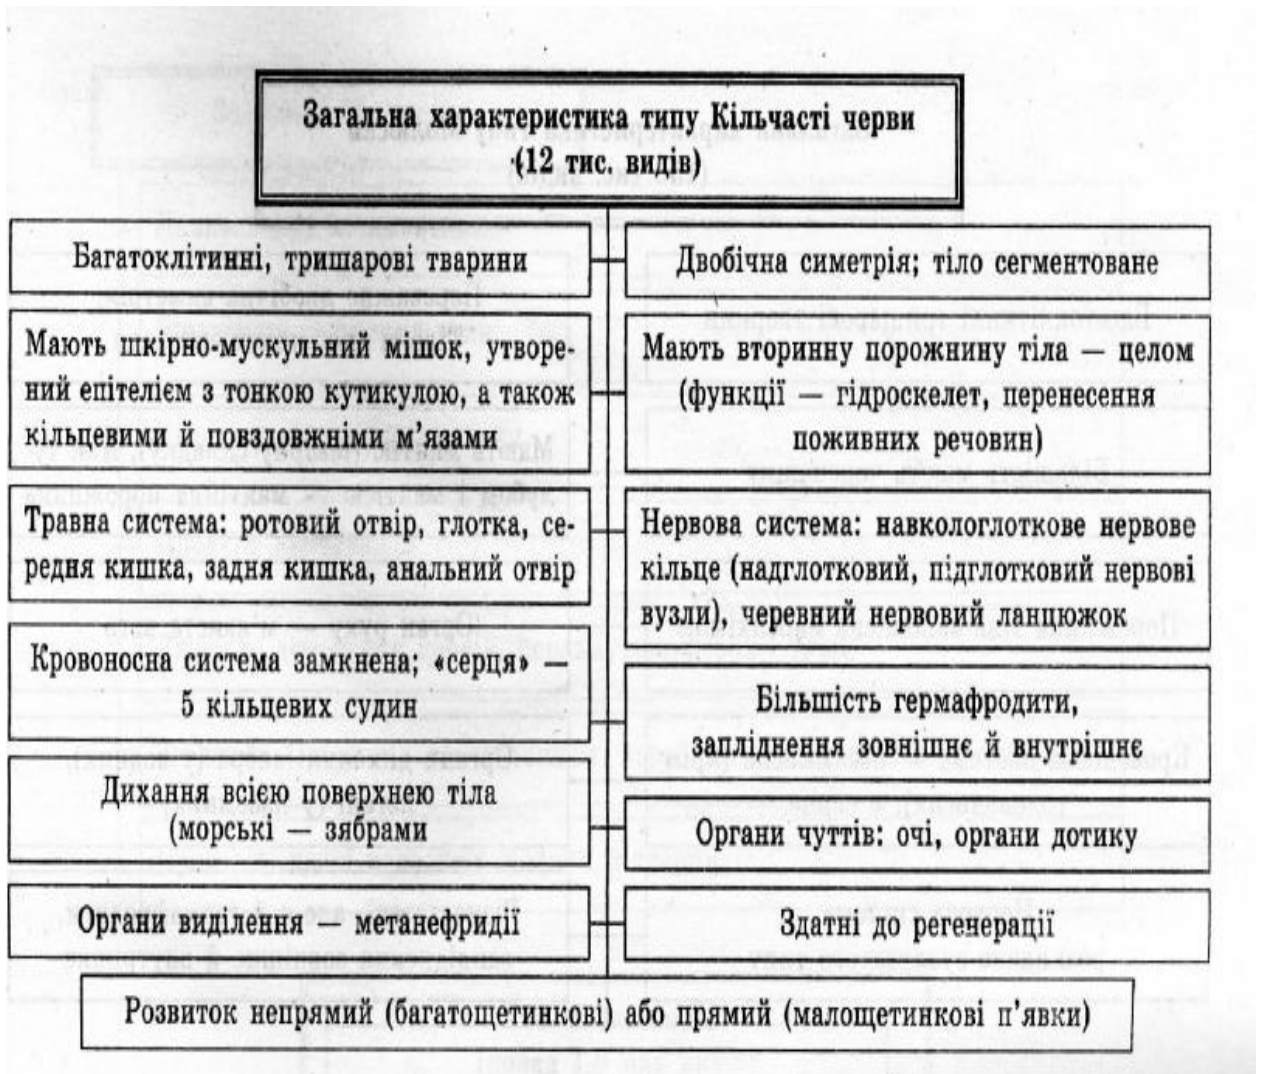 Загальна характеристика типу Кільчасті черви
(12 тис. видів)
Багатоклітинні, тришарові тварини
Двобічна симетрія; тіло сегментоване
Мають шкірно-мускульний мішок, утворе-
ний епітелієм з тонкою кутикулою, а також
кільцевими й повздовжніми м’язами
Мають вторинну порожнину тіла — целом
(функції — гідроскелет, перенесення
поживних речовин)
Травна система: ротовий отвір, глотка, се-
редня кишка, задня кишка, анальний отвір
Нервова система: навкологлоткове нервове
кільце (надглотковий, підглотковий нервові
вузли), черевний нервовий ланцюжок
Кровоносна система замкнена; «серця» —
5 кільцевих судин
Більшість гермафродити,
запліднення зовнішнє й внутрішнє
Дихання всією поверхнею тіла
(морські — зябрами
Органи чуттів: очі, органи дотику
Органи виділення — метанефридії
Здатні до регенерації
Розвиток непрямий (багатощетинкові) або прямий (малощетинкові п’явки)